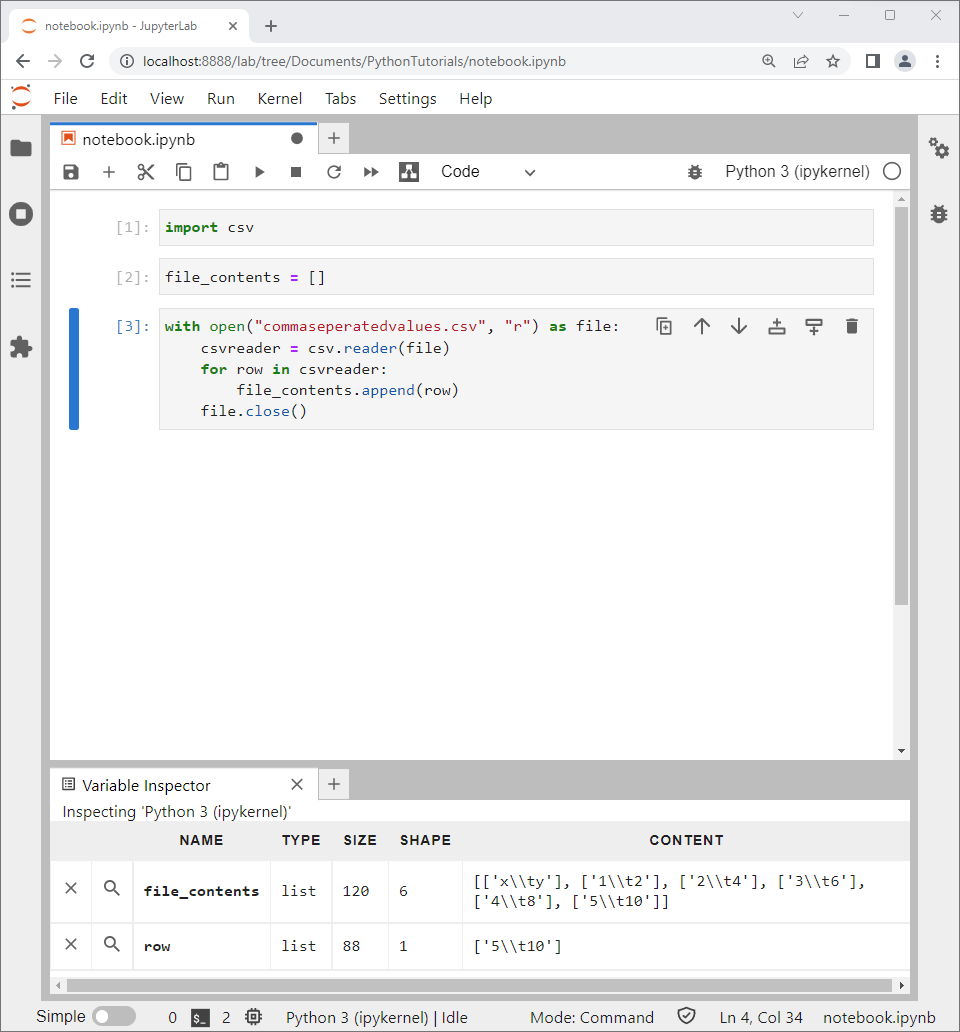 notebook.ipynb - JupyterLab
localhost:8888/lab/tree/Documents/PythonTutorials/notebook.ipynb
File Edit View Run Kernel Tabs Settings Help
notebook.ipynb
Code Python 3 (ipykernel)
[1]: import csv
[2]: file_contents = []
[3]: with open("commaseperatedvalues.csv", "r") as file:
    csvreader = csv.reader(file)
    for row in csvreader:
        file_contents.append(row)
    file.close()
Variable Inspector
Inspecting 'Python 3 (ipykernel)'
NAME TYPE SIZE SHAPE CONTENT
file_contents list 120 6 [['x\\ty'], ['1\\t2'], ['2\\t4'], ['3\\t6'],
['4\\t8'], ['5\\t10']]
row list 88 1 ['5\\t10']
Simple 0 $_ 2 Python 3 (ipykernel) | Idle Mode: Command Ln 4, Col 34 notebook.ipynb